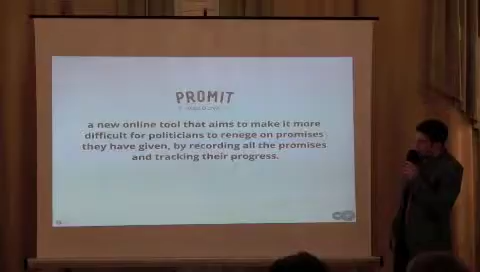 PROMIT
a new online tool that aims to make it more
difficult for politicians to renege on promises
they have given, by recording all the promises
and tracking their progress.